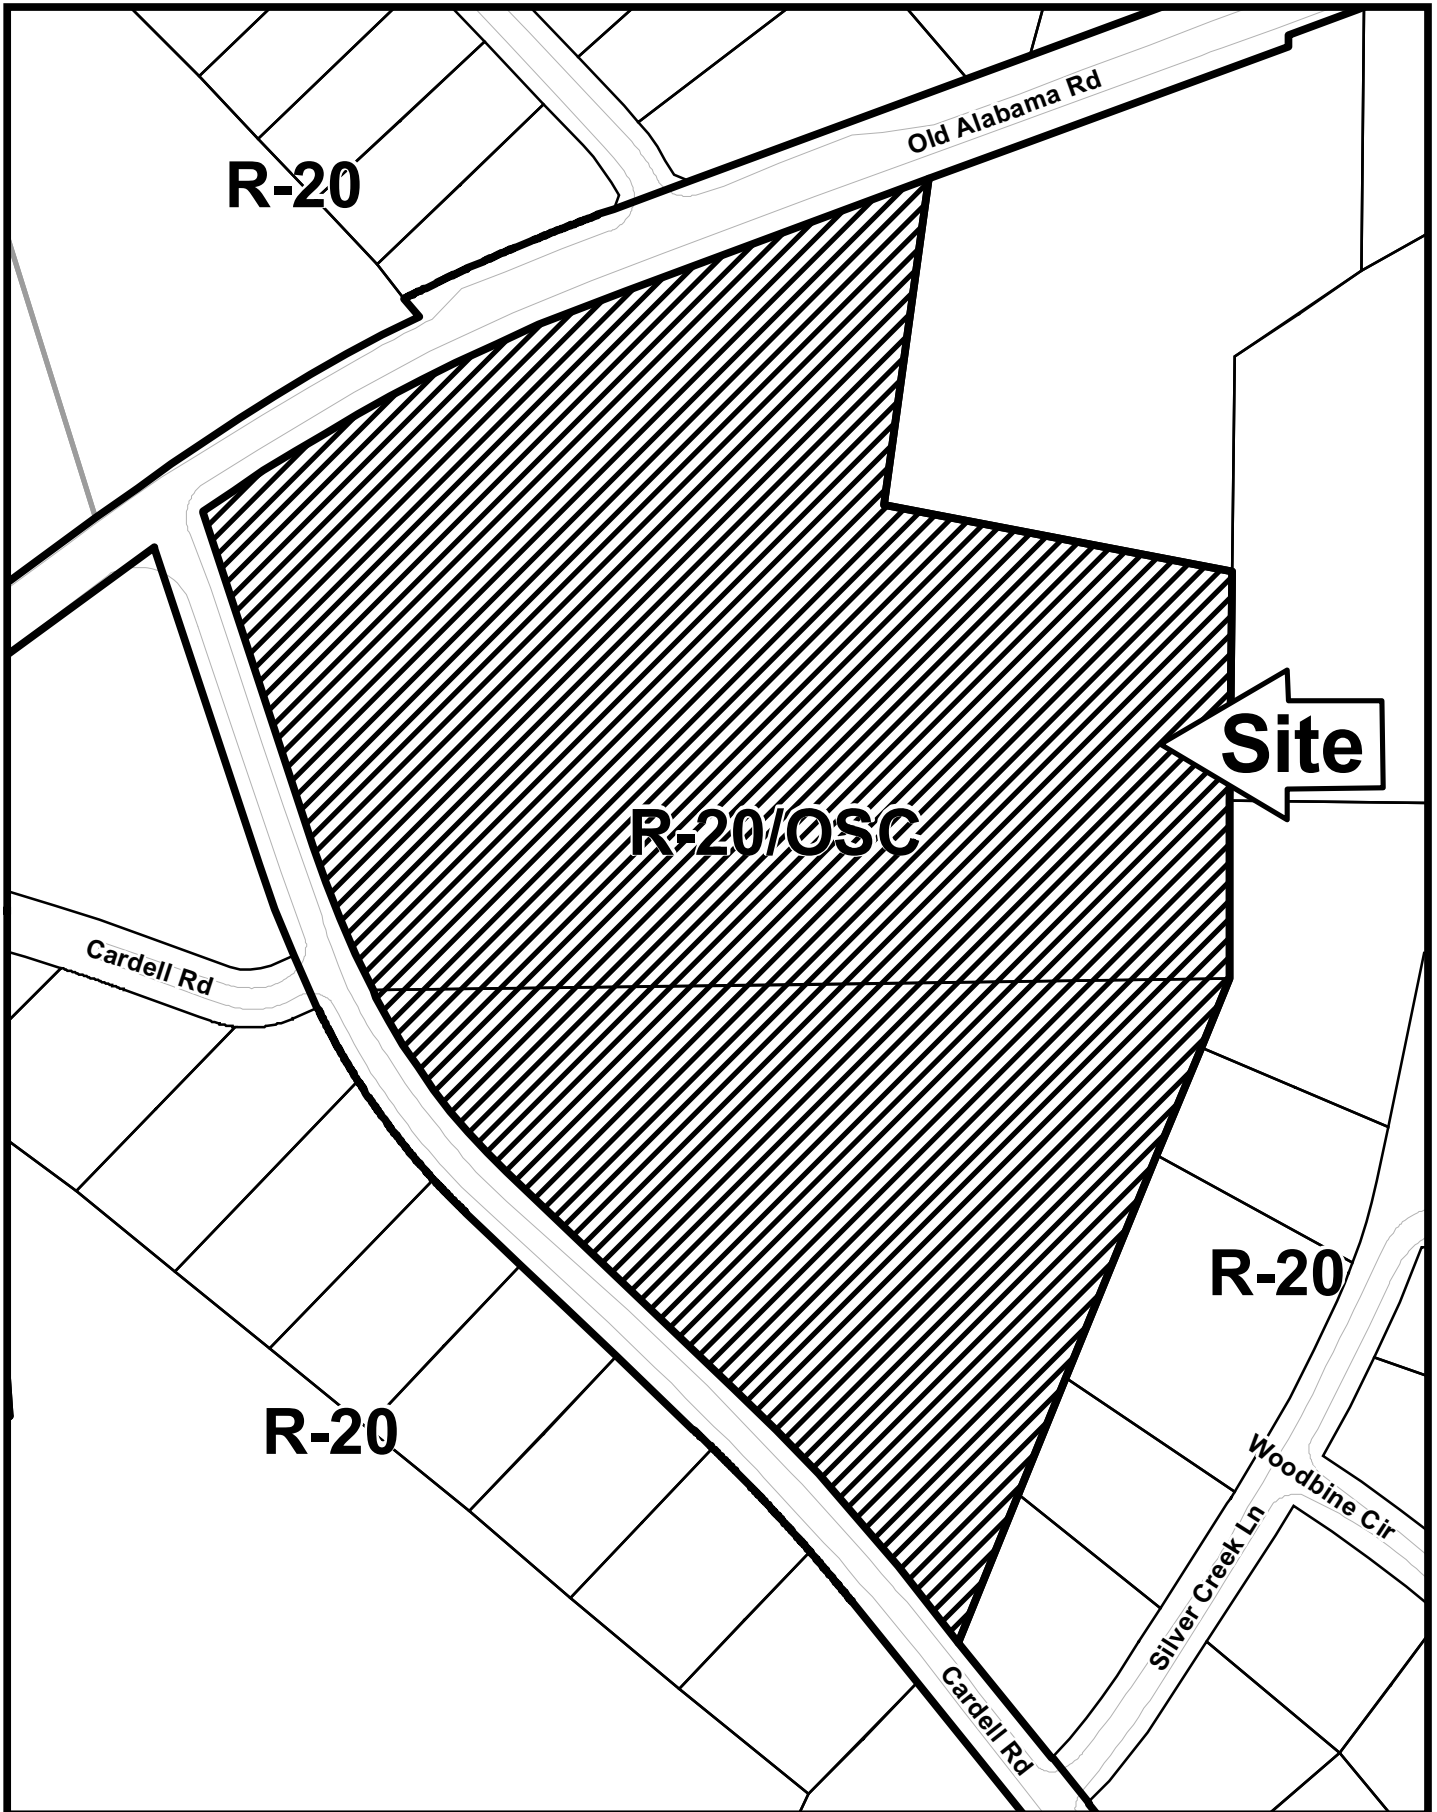 Old Alabama Rd
R-20
Site
R-20/OSC
Cardell Rd
R-20
R-20
Woodbine Cir
Silver Creek Ln
Cardell Rd